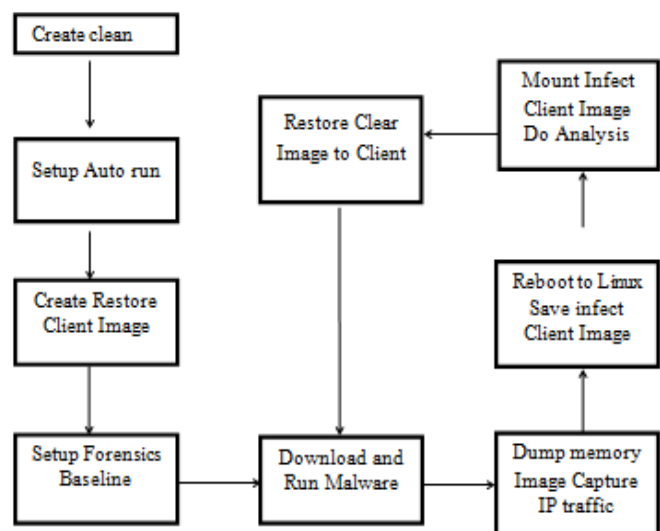 Create clean
Setup Auto run
Create Restore
Client Image
Setup Forensics
Baseline
Download and
Run Malware
Dump memory
Image Capture
IP traffic
Reboot to Linux
Save infect
Client Image
Mount Infect
Client Image
Do Analysis
Restore Clear
Image to Client